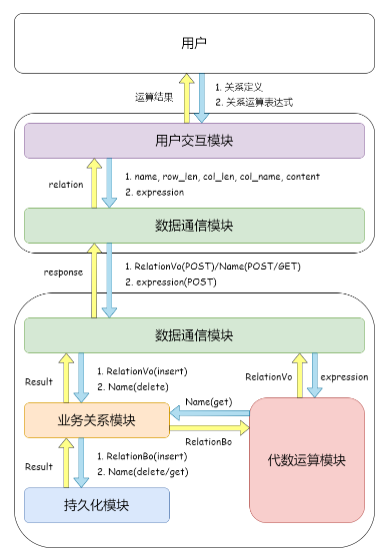 用户
运算结果
1. 关系定义
2. 关系运算表达式
用户交互模块
relation
1. name, row_len, col_len, col_name, content
2. expression
数据通信模块
response
1. RelationVo(POST)/Name(POST/GET)
2. expression(POST)
数据通信模块
Result
1. RelationVo(insert)
2. Name(delete)
RelationVo
expression
Name(get)
业务关系模块
RelationBo
代数运算模块
Result
1. RelationBo(insert)
2. Name(delete/get)
持久化模块